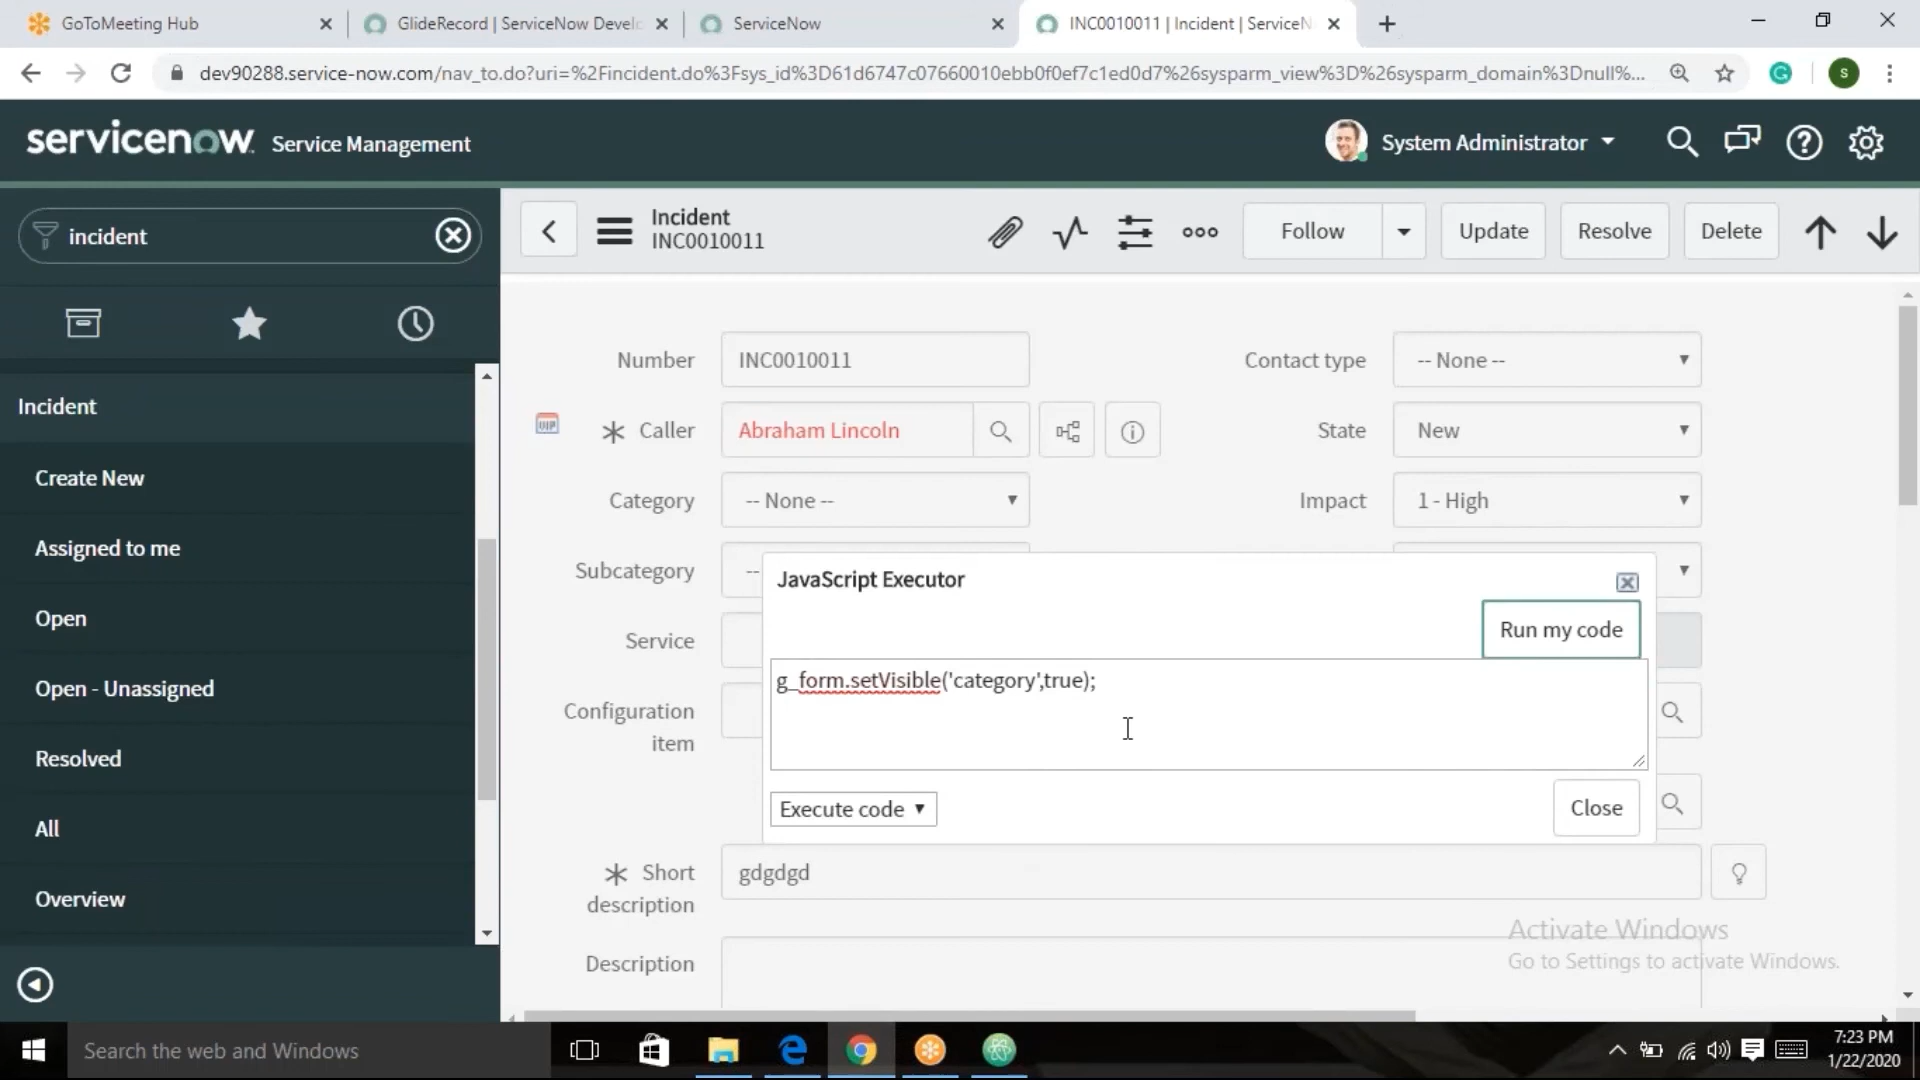 GoToMeeting Hub
GlideRecord | ServiceNow Develo
ServiceNow
INC0010011 | Incident | ServiceN
dev90288.service-now.com/nav_to.do?uri=%2Fincident.do%3Fsys_id%3D61d6747c07660010ebb0f0ef7c1ed0d7%26sysparm_view%3D%26sysparm_domain%3Dnull%...
S
servicenow Service Management
System Administrator
incident
Incident
INC0010011
Follow
Update
Resolve
Delete
Incident
Create New
Assigned to me
Open
Open - Unassigned
Resolved
All
Overview
Number
INC0010011
Contact type
-- None --
VIP
Caller
Abraham Lincoln
State
New
Category
-- None --
Impact
1 - High
Subcategory
--
JavaScript Executor
Service
Run my code
g_form.setVisible('category',true);
Configuration
item
Execute code
Close
Short
description
gdgdgd
Description
Activate Windows
Go to Settings to activate Windows.
Search the web and Windows
7:23 PM
1/22/2020